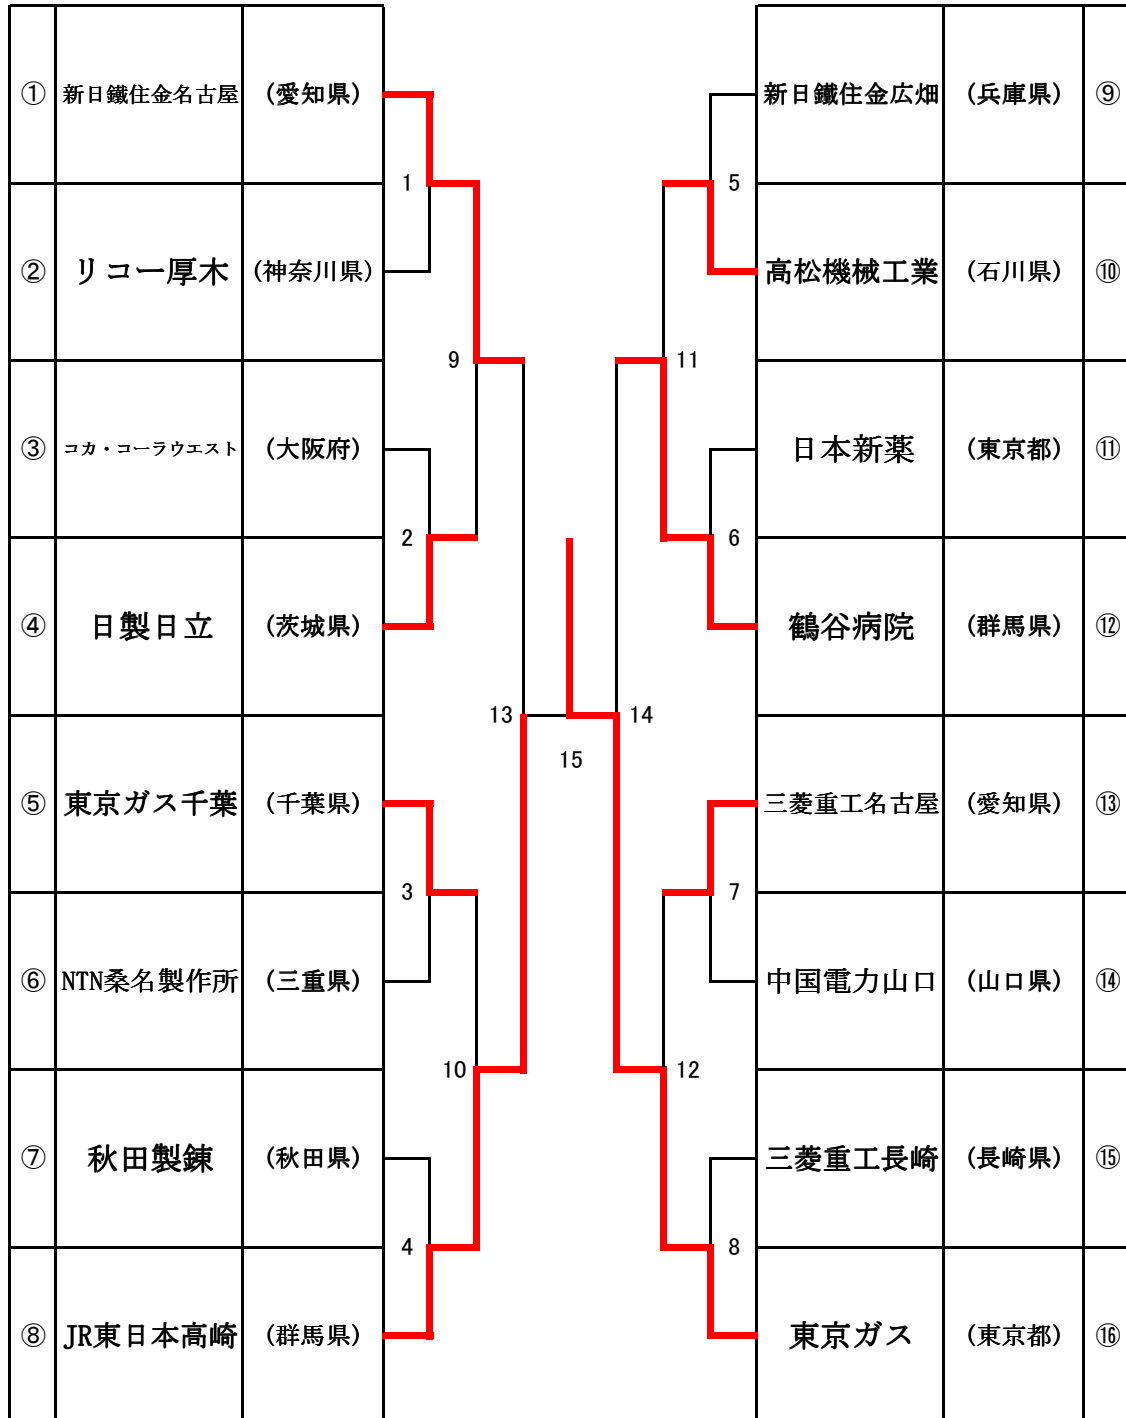 ① 新日鐵住金名古屋 (愛知県)
② リコー厚木 (神奈川県)
③ コカ・コーラウエスト (大阪府)
④ 日製日立 (茨城県)
⑤ 東京ガス千葉 (千葉県)
⑥ NTN桑名製作所 (三重県)
⑦ 秋田製錬 (秋田県)
⑧ JR東日本高崎 (群馬県)
1
2
3
4
9
10
13
15
14
11
12
5
6
7
8
新日鐵住金広畑 (兵庫県) ⑨
高松機械工業 (石川県) ⑩
日本新薬 (東京都) ⑪
鶴谷病院 (群馬県) ⑫
三菱重工名古屋 (愛知県) ⑬
中国電力山口 (山口県) ⑭
三菱重工長崎 (長崎県) ⑮
東京ガス (東京都) ⑯